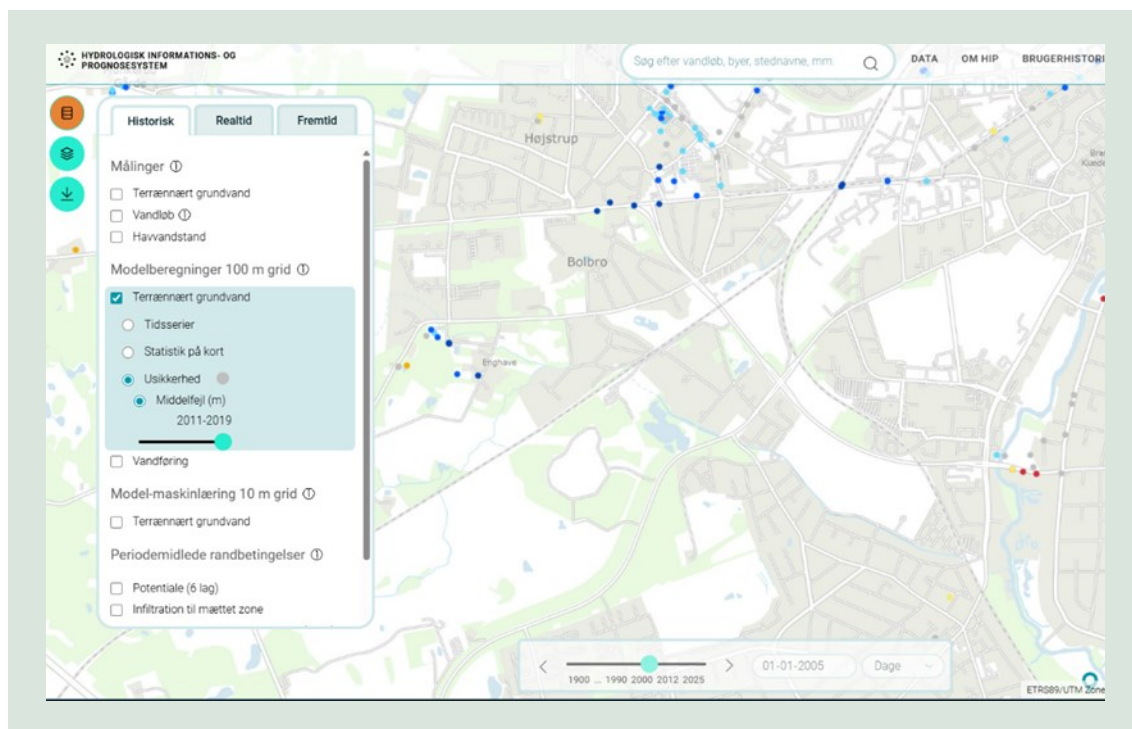 HYDROLOGISK INFORMATIONS- OG
PROGNOSESYSTEM
Søg efter vandløb, byer, stednavne, mm.
DATA
OM HIP
BRUGERHISTORI
Historisk
Realtid
Fremtid
Målinger
Terrænnært grundvand
Vandløb
Havvandstand
Modelberegninger 100 m grid
Terrænnært grundvand
Tidsserier
Statistik på kort
Usikkerhed
Middelfejl (m)
2011-2019
Vandføring
Model-maskinlæring 10 m grid
Terrænnært grundvand
Periodemidlede randbetingelser
Potentiale (6 lag)
Infiltration til mættet zone
Højstrup
Bolbro
Enghave
1900 ... 1990 2000 2012 2025
01-01-2005
Dage
ETRS89/UTM Zone